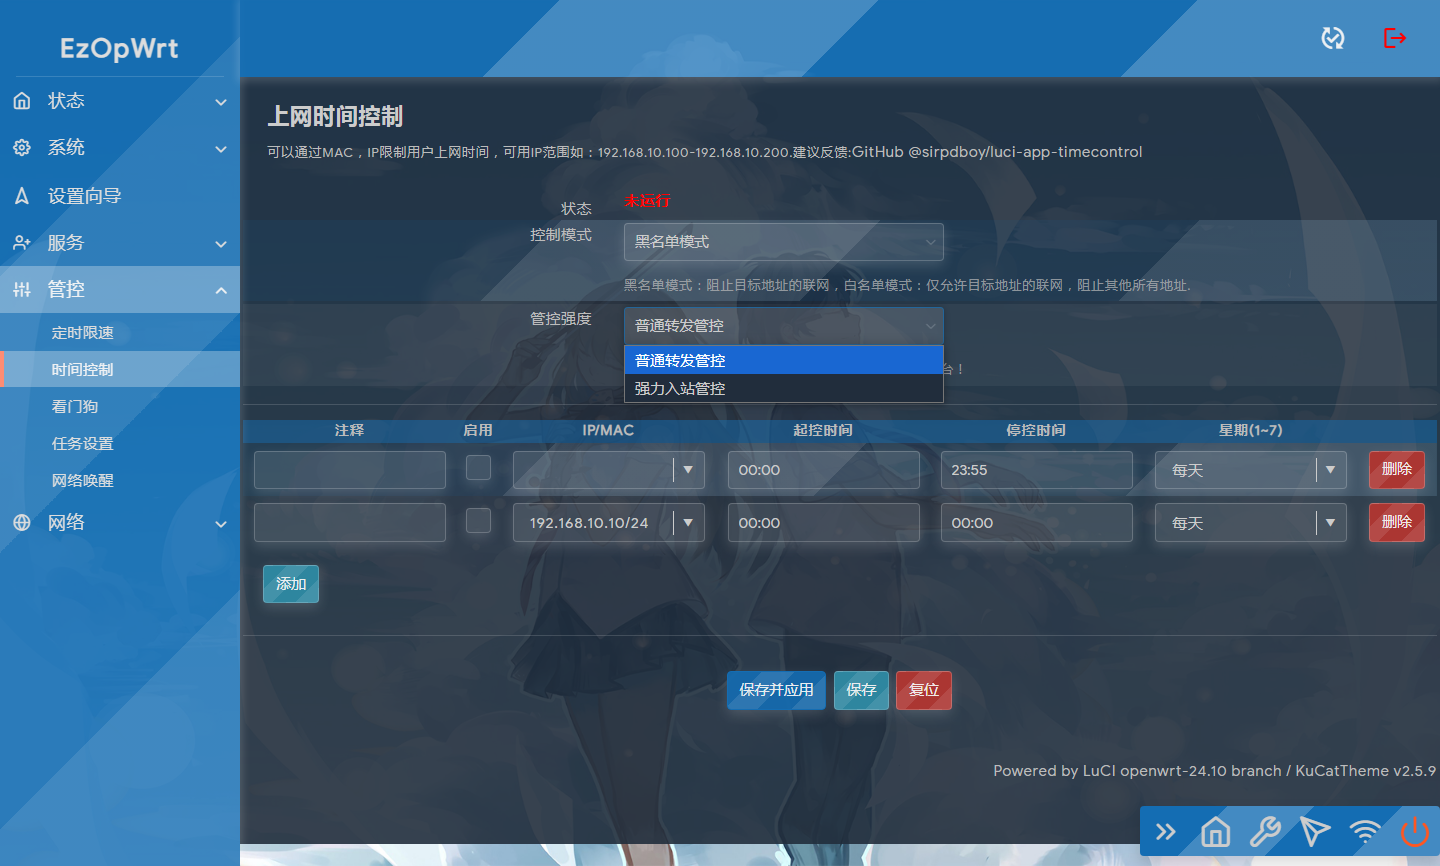 EzOpWrt
状态
系统
设置向导
服务
管控
定时限速
时间控制
看门狗
任务设置
网络唤醒
网络
上网时间控制
可以通过MAC，IP限制用户上网时间，可用IP范围如：192.168.10.100-192.168.10.200.建议反馈:GitHub @sirpdboy/luci-app-timecontrol
状态 未运行
控制模式 黑名单模式
黑名单模式：阻止目标地址的联网，白名单模式：仅允许目标地址的联网，阻止其他所有地址.
管控强度 普通转发管控
普通转发管控
台！
强力入站管控
注释 启用 IP/MAC 起控时间 停控时间 星期(1~7)
▼ 00:00 23:55 每天 ▼ 删除
192.168.10.10/24 ▼ 00:00 00:00 每天 ▼ 删除
添加
保存并应用 保存 复位
Powered by LuCI openwrt-24.10 branch / KuCatTheme v2.5.9